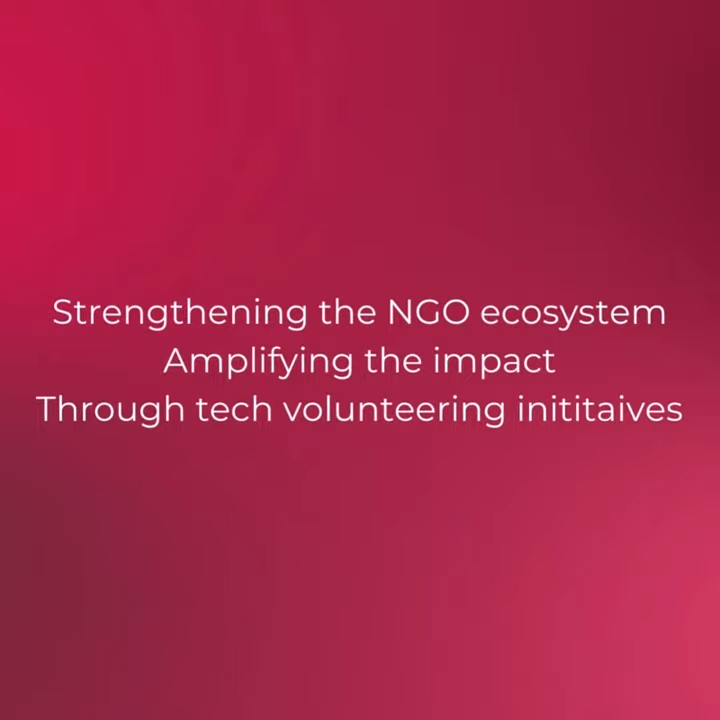 Strengthening the NGO ecosystem
Amplifying the impact
Through tech volunteering inititaives